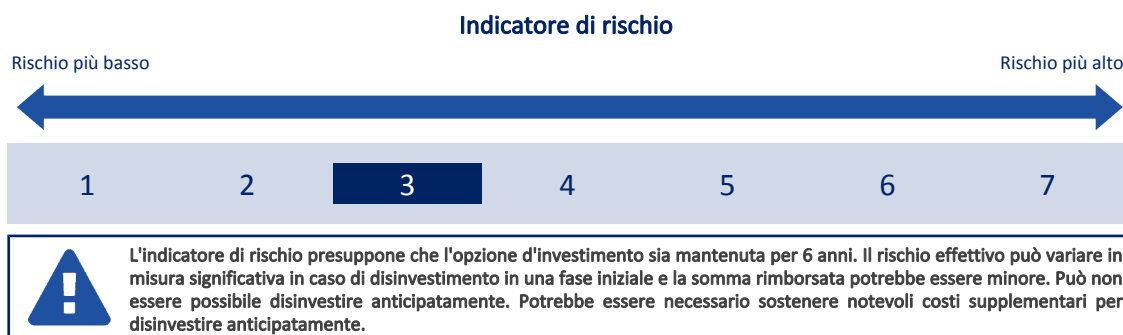 Indicatore di rischio
Rischio più basso
Rischio più alto
1 2 3 4 5 6 7
L'indicatore di rischio presuppone che l'opzione d'investimento sia mantenuta per 6 anni. Il rischio effettivo può variare in
misura significativa in caso di disinvestimento in una fase iniziale e la somma rimborsata potrebbe essere minore. Può non
essere possibile disinvestire anticipatamente. Potrebbe essere necessario sostenere notevoli costi supplementari per
disinvestire anticipatamente.